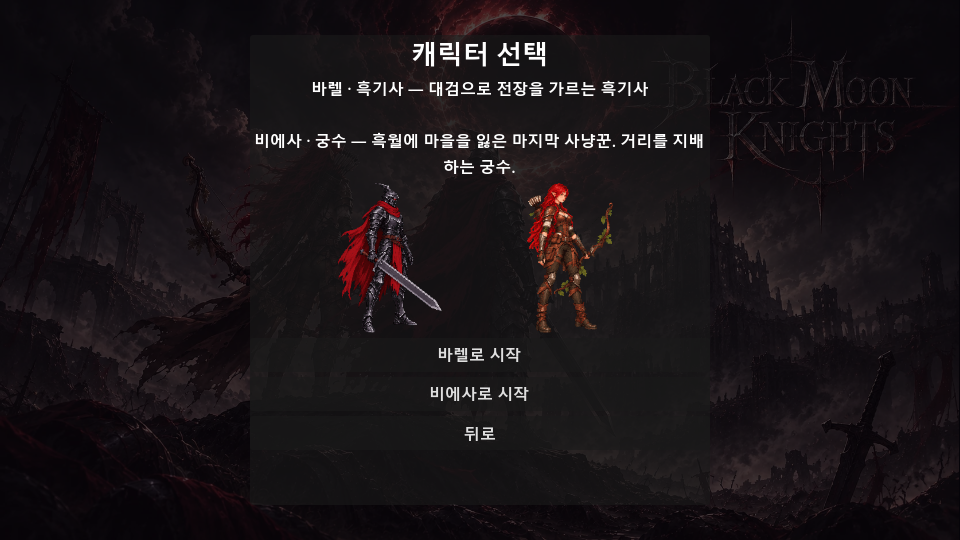 캐릭터 선택
바렐 · 흑기사 — 대검으로 전장을 가르는 흑기사
비에사 · 궁수 — 흑월에 마을을 잃은 마지막 사냥꾼. 거리를 지배
하는 궁수.
BLACK MOON
KNIGHTS
바렐로 시작
비에사로 시작
뒤로